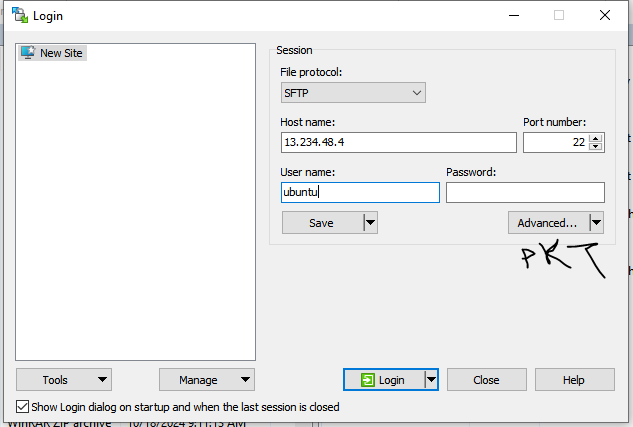 Login
New Site
Session
File protocol:
SFTP
Host name:
Port number:
13.234.48.4
22
User name:
Password:
ubuntu
Save
Advanced...
PKT
Tools
Manage
Login
Close
Help
Show Login dialog on startup and when the last session is closed
WinRAR ZIP archive
10/18/2024 9:11:13 AM